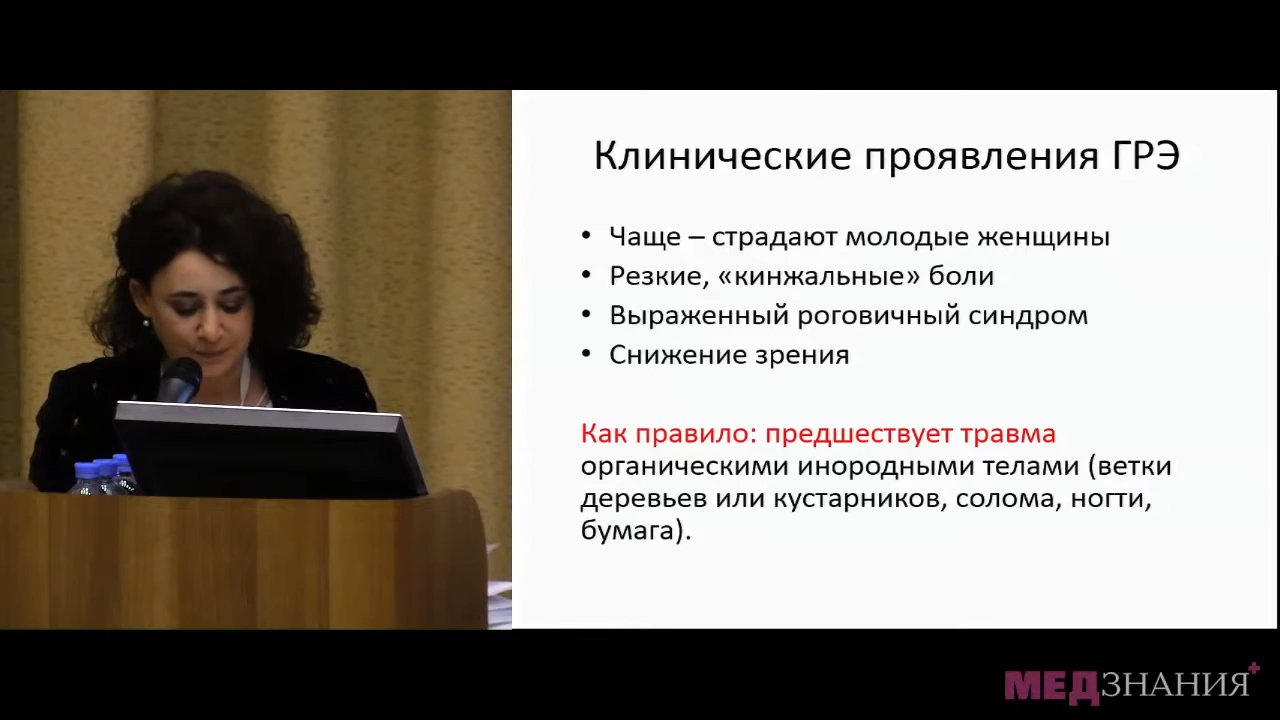 Клинические проявления ГРЭ
• Чаще – страдают молодые женщины
• Резкие, «кинжальные» боли
• Выраженный роговичный синдром
• Снижение зрения
Как правило: предшествует травма
органическими инородными телами (ветки
деревьев или кустарников, солома, ногти,
бумага).
МЕДЗНАНИЯ+